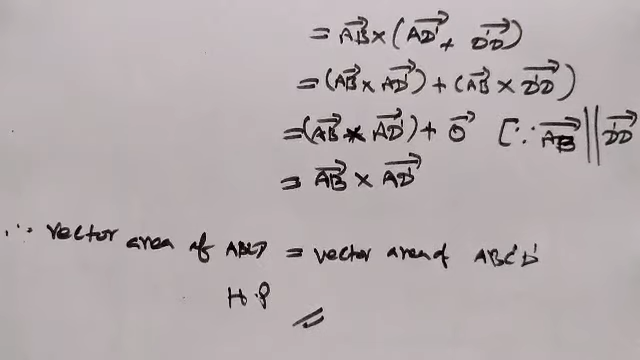 = AB⃗ × (AD'⃗ + D'D⃗)
= (AB⃗ × AD'⃗) + (AB⃗ × D'D⃗)
= (AB⃗ × AD'⃗) + O⃗ [∵ AB⃗ || D'D⃗
= AB⃗ × AD'⃗
∴ vector area of ABCD = vector area of ABC'D'
H.P